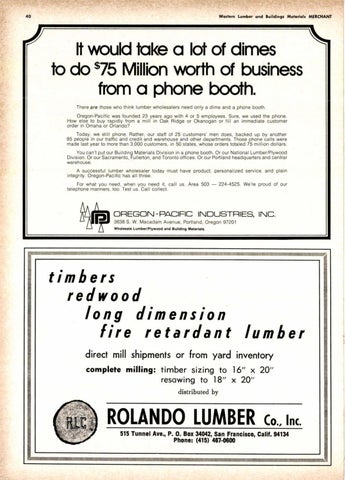 40
Western Lumber and Buildings Materials MERCHANT
It would take a lot of dimes
to do $75 Million worth of business
from a phone booth.
There are those who think lumber wholesalers need only a dime and a phone booth.
Oregon-Pacific was founded 23 years ago with 4 or 5 employees. Sure, we used the phone.
How else to buy rapidly from a mill in Oak Ridge or Okanogan or fill an immediate customer
order in Omaha or Orlando?
Today, we still phone. Rather, our staff of 25 customers' men does, backed up by another
85 people in our traffic and credit and warehouse and other departments. Those phone calls were
made last year to more than 3,000 customers, in 50 states, whose orders totaled 75 million dollars.
You can't put our Building Materials Division in a phone booth. Or our National Lumber/Plywood
Division. Or our Sacramento, Fullerton, and Toronto offices. Or our Portland headquarters and central
warehouse.
A successful lumber wholesaler today must have product, personalized service, and plain
integrity. Oregon-Pacific has all three.
For what you need, when you need it, call us. Area 503 — 224-4525. We're proud of our
telephone manners, too. Test us. Call collect.
OREGON-PACIFIC INDUSTRIES, INC.
3638 S. W. Macadam Avenue, Portland, Oregon 97201
Wholesale Lumber/Plywood and Building Materials.
timbers
redwood
long dimension
fire retardant lumber
direct mill shipments or from yard inventory
complete milling: timber sizing to 16" x 20"
resawing to 18" x 20"
distributed by
RLC
ROLANDO LUMBER Co., Inc.
515 Tunnel Ave., P. O. Box 34042, San Francisco, Calif. 94134
Phone: (415) 467-0600